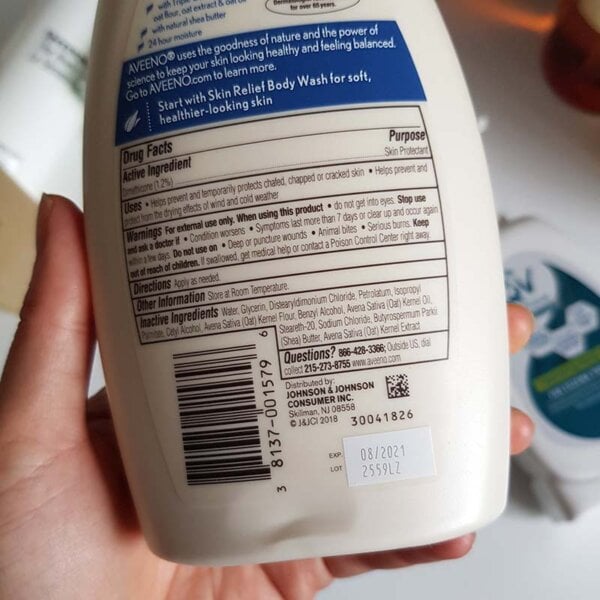 with Triple
oat flour, oat extract & oat oil
with natural shea butter
24 hour moisture
for over 65 years.
AVEENO® uses the goodness of nature and the power of
science to keep your skin looking healthy and feeling balanced.
Go to AVEENO.com to learn more.
Start with Skin Relief Body Wash for soft,
healthier-looking skin
Drug Facts
Active Ingredient Purpose
Dimethicone (1.2%) Skin Protectant
Uses • Helps prevent and temporarily protects chafed, chapped or cracked skin • Helps prevent and
protect from the drying effects of wind and cold weather
Warnings For external use only. When using this product • do not get into eyes. Stop use
and ask a doctor if • Condition worsens • Symptoms last more than 7 days or clear up and occur again
within a few days. Do not use on • Deep or puncture wounds • Animal bites • Serious burns. Keep
out of reach of children. If swallowed, get medical help or contact a Poison Control Center right away.
Directions Apply as needed.
Other Information Store at Room Temperature.
Inactive Ingredients Water, Glycerin, Distearyldimonium Chloride, Petrolatum, Isopropyl
Palmitate, Cetyl Alcohol, Avena Sativa (Oat) Kernel Flour, Benzyl Alcohol, Avena Sativa (Oat) Kernel Oil,
Steareth-20, Sodium Chloride, Butyrospermum Parkii
(Shea) Butter, Avena Sativa (Oat) Kernel Extract
Questions? 866-428-3366; Outside US, dial
collect 215-273-8755 www.aveeno.com
Distributed by:
JOHNSON & JOHNSON
CONSUMER INC.
Skillman, NJ 08558
© J&JCI 2018
30041826
3 8137-001579 6
EXP. 08/2021
LOT 2559LZ